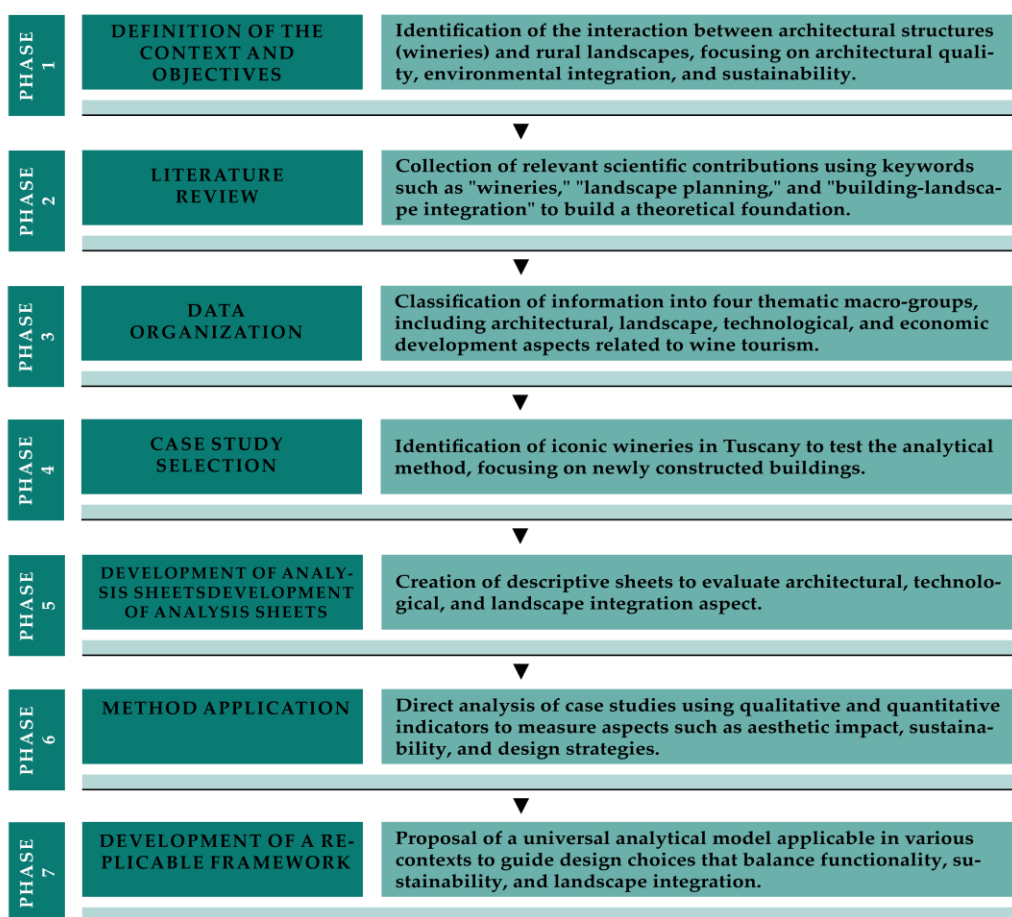 PHASE
1
DEFINITION OF THE
CONTEXT AND
OBJECTIVES
Identification of the interaction between architectural structures
(wineries) and rural landscapes, focusing on architectural quali-
ty, environmental integration, and sustainability.
PHASE
2
LITERATURE
REVIEW
Collection of relevant scientific contributions using keywords
such as "wineries," "landscape planning," and "building-landsca-
pe integration" to build a theoretical foundation.
PHASE
3
DATA
ORGANIZATION
Classification of information into four thematic macro-groups,
including architectural, landscape, technological, and economic
development aspects related to wine tourism.
PHASE
4
CASE STUDY
SELECTION
Identification of iconic wineries in Tuscany to test the analytical
method, focusing on newly constructed buildings.
PHASE
5
DEVELOPMENT OF ANALY-
SIS SHEETSDEVELOPMENT
OF ANALYSIS SHEETS
Creation of descriptive sheets to evaluate architectural, technolo-
gical, and landscape integration aspect.
PHASE
6
METHOD APPLICATION
Direct analysis of case studies using qualitative and quantitative
indicators to measure aspects such as aesthetic impact, sustaina-
bility, and design strategies.
PHASE
7
DEVELOPMENT OF A RE-
PLICABLE FRAMEWORK
Proposal of a universal analytical model applicable in various
contexts to guide design choices that balance functionality, su-
stainability, and landscape integration.